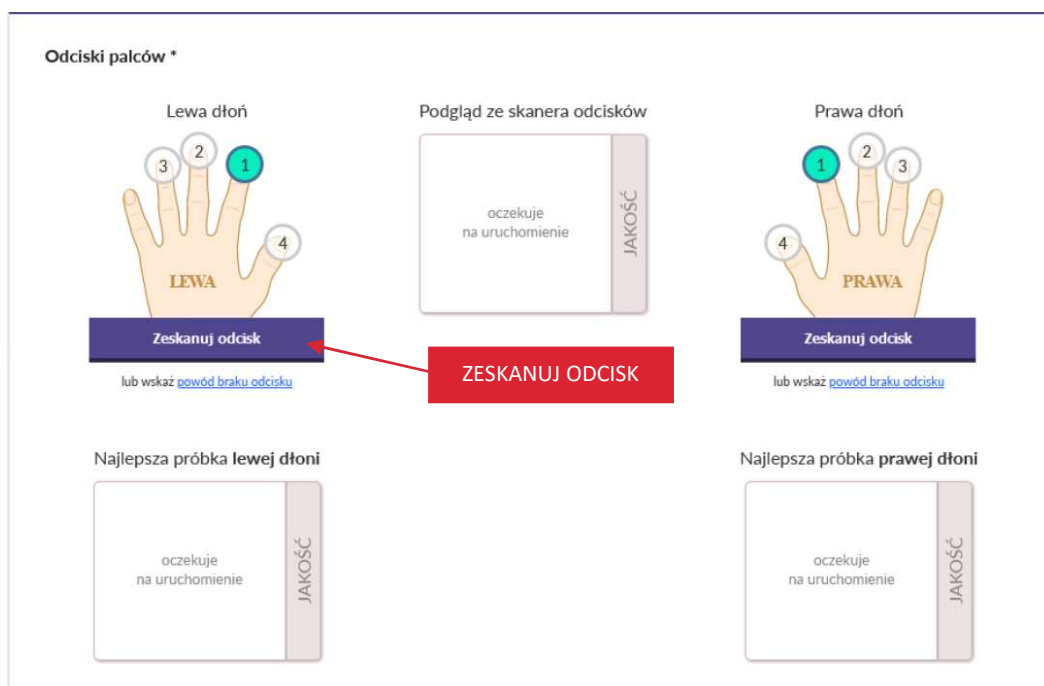 Odciski palców *
Lewa dłoń
3
2
1
4
LEWA
Zeskanuj odcisk
lub wskaż powód braku odcisku
Podgląd ze skanera odcisków
oczekuje
na uruchomienie
JAKOŚĆ
ZESKANUJ ODCISK
Prawa dłoń
1
2
3
4
PRAWA
Zeskanuj odcisk
lub wskaż powód braku odcisku
Najlepsza próbka lewej dłoni
oczekuje
na uruchomienie
JAKOŚĆ
Najlepsza próbka prawej dłoni
oczekuje
na uruchomienie
JAKOŚĆ